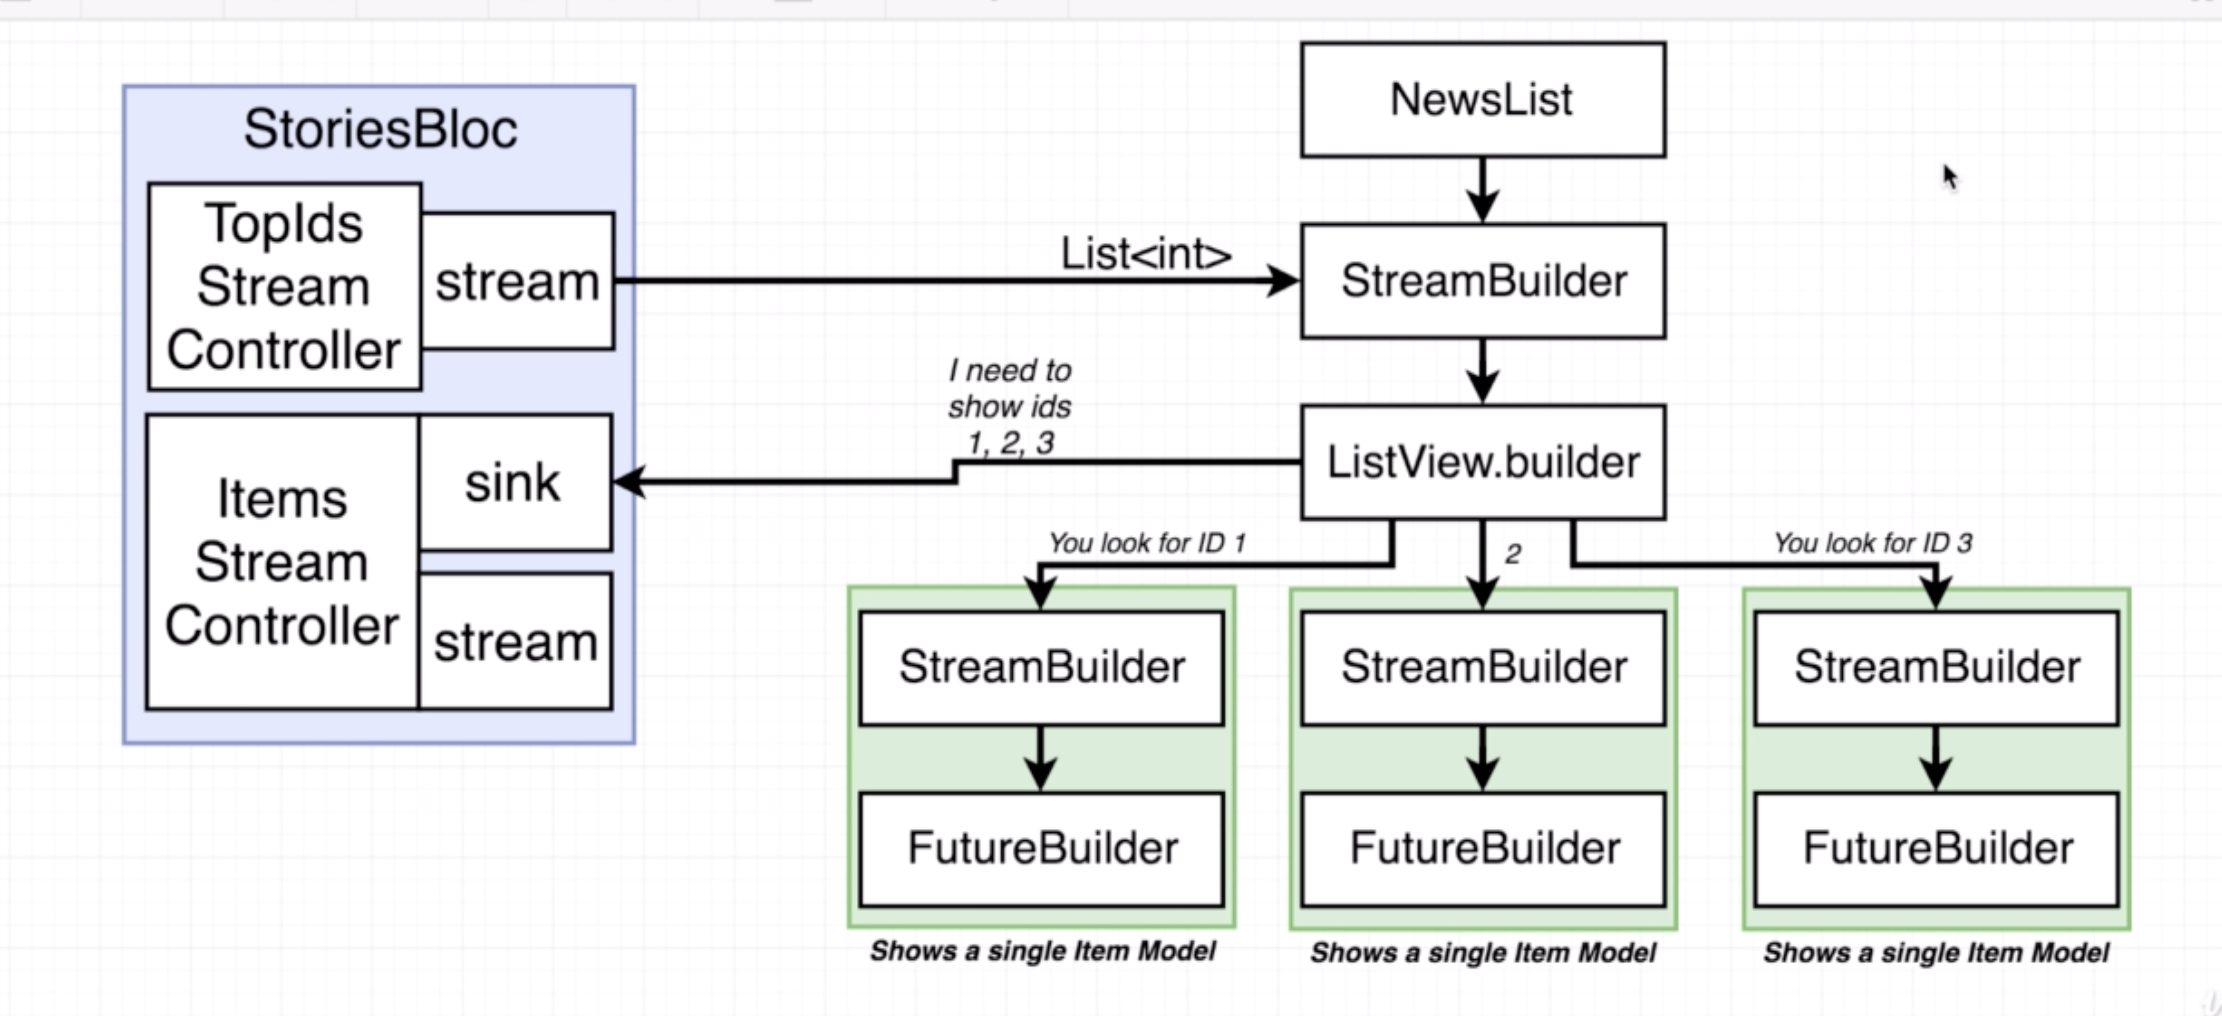 StoriesBloc
TopIds
Stream
Controller
stream
Items
Stream
Controller
sink
stream
NewsList
List<int>
StreamBuilder
I need to
show ids
1, 2, 3
ListView.builder
You look for ID 1
2
You look for ID 3
StreamBuilder
StreamBuilder
StreamBuilder
FutureBuilder
FutureBuilder
FutureBuilder
Shows a single Item Model
Shows a single Item Model
Shows a single Item Model